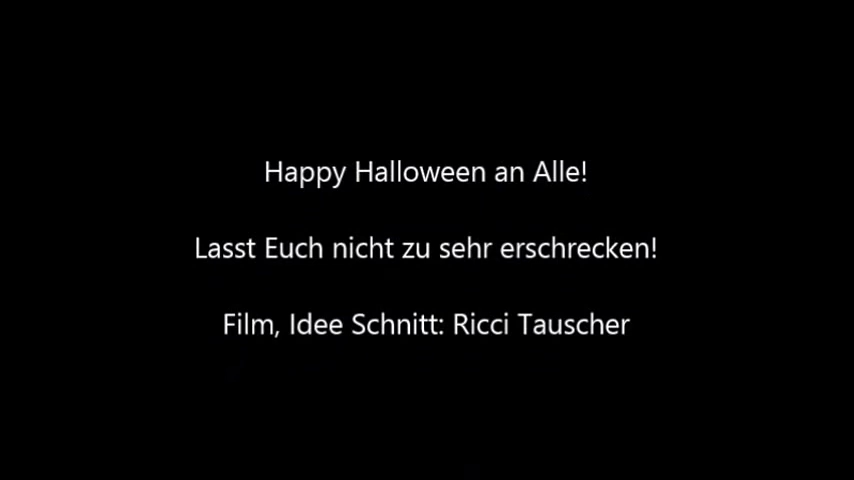 Happy Halloween an Alle!
Lasst Euch nicht zu sehr erschrecken!
Film, Idee Schnitt: Ricci Tauscher